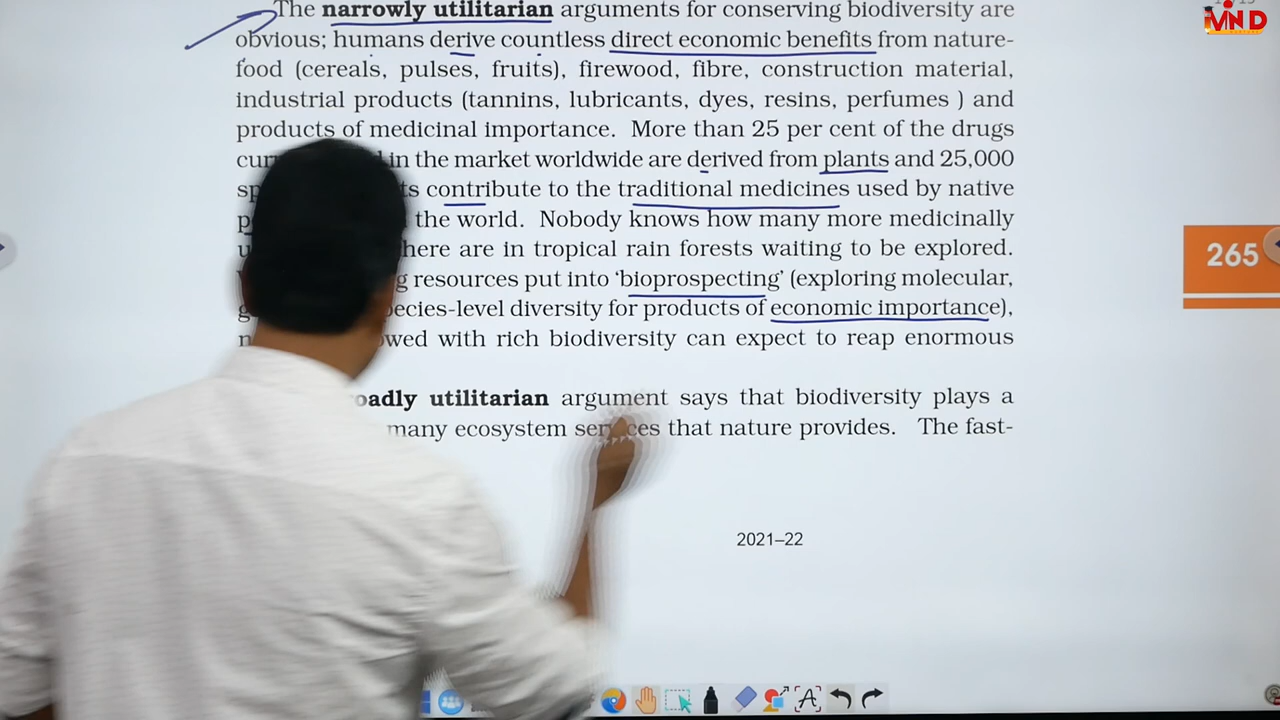 The narrowly utilitarian arguments for conserving biodiversity are
obvious; humans derive countless direct economic benefits from nature-
food (cereals, pulses, fruits), firewood, fibre, construction material,
industrial products (tannins, lubricants, dyes, resins, perfumes ) and
products of medicinal importance. More than 25 per cent of the drugs
in the market worldwide are derived from plants and 25,000
contribute to the traditional medicines used by native
the world. Nobody knows how many more medicinally
there are in tropical rain forests waiting to be explored.
resources put into ‘bioprospecting’ (exploring molecular,
diversity for products of economic importance),
with rich biodiversity can expect to reap enormous
utilitarian argument says that biodiversity plays a
many ecosystem services that nature provides. The fast-
265
2021–22